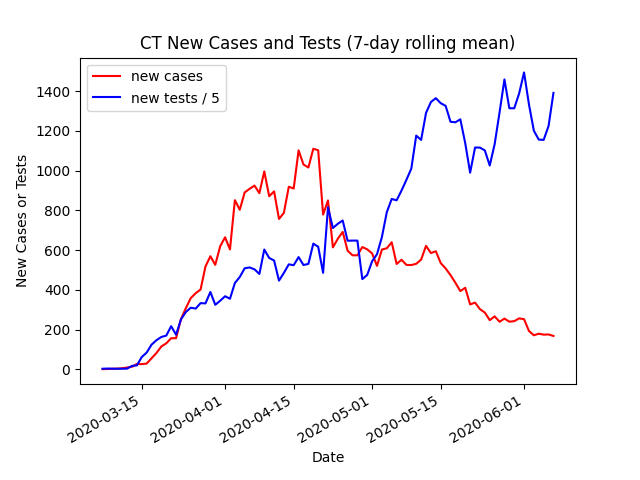 CT New Cases and Tests (7-day rolling mean)
new cases
new tests / 5
New Cases or Tests
1400
1200
1000
800
600
400
200
0
2020-03-15
2020-04-01
2020-04-15
2020-05-01
2020-05-15
2020-06-01
Date